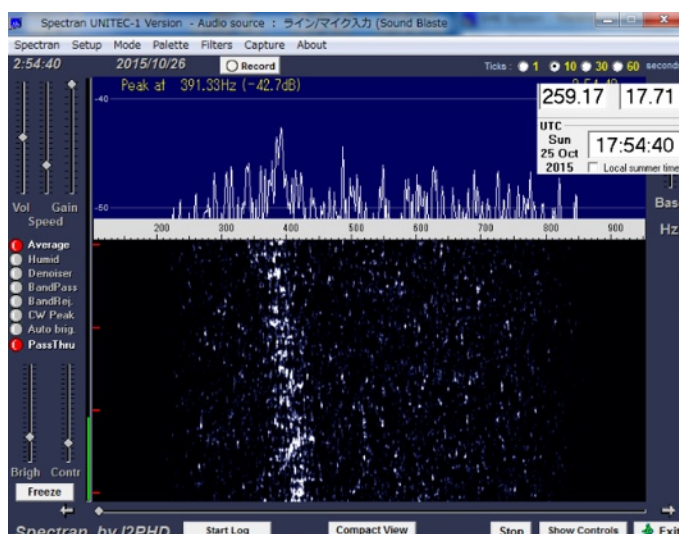 Spectran UNITEC-1 Version - Audio source : ライン/マイク入力 (Sound Blaste
Spectran Setup Mode Palette Filters Capture About
2:54:40 2015/10/26 Record Ticks : 1 10 30 60 seconds
Peak at 391.33Hz (-42.7dB)
-40
259.17 17.71
UTC
Sun
25 Oct
2015
17:54:40
Local summer time
-50
Vol Gain
Speed
Bas
200 300 400 500 600 700 800 900
Hz
Average
Humid
Denoiser
BandPass
BandRej.
CW Peak
Auto brig.
PassThru
Brigh Contr
Freeze
Spectran by I2PHD Start Log Compact View Stop Show Controls Exit